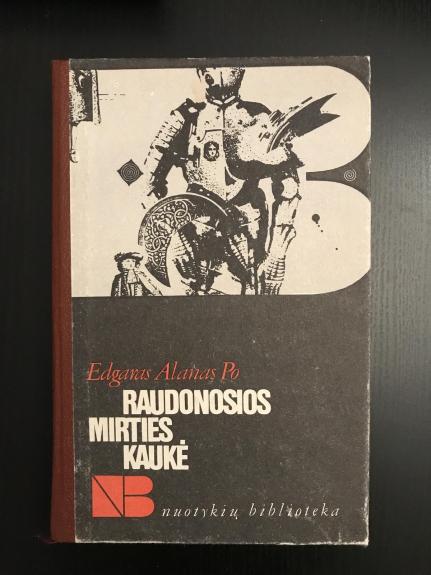 Edgaras Alanas Po
RAUDONOSIOS
MIRTIES
KAUKĖ
NB
nuotykių biblioteka